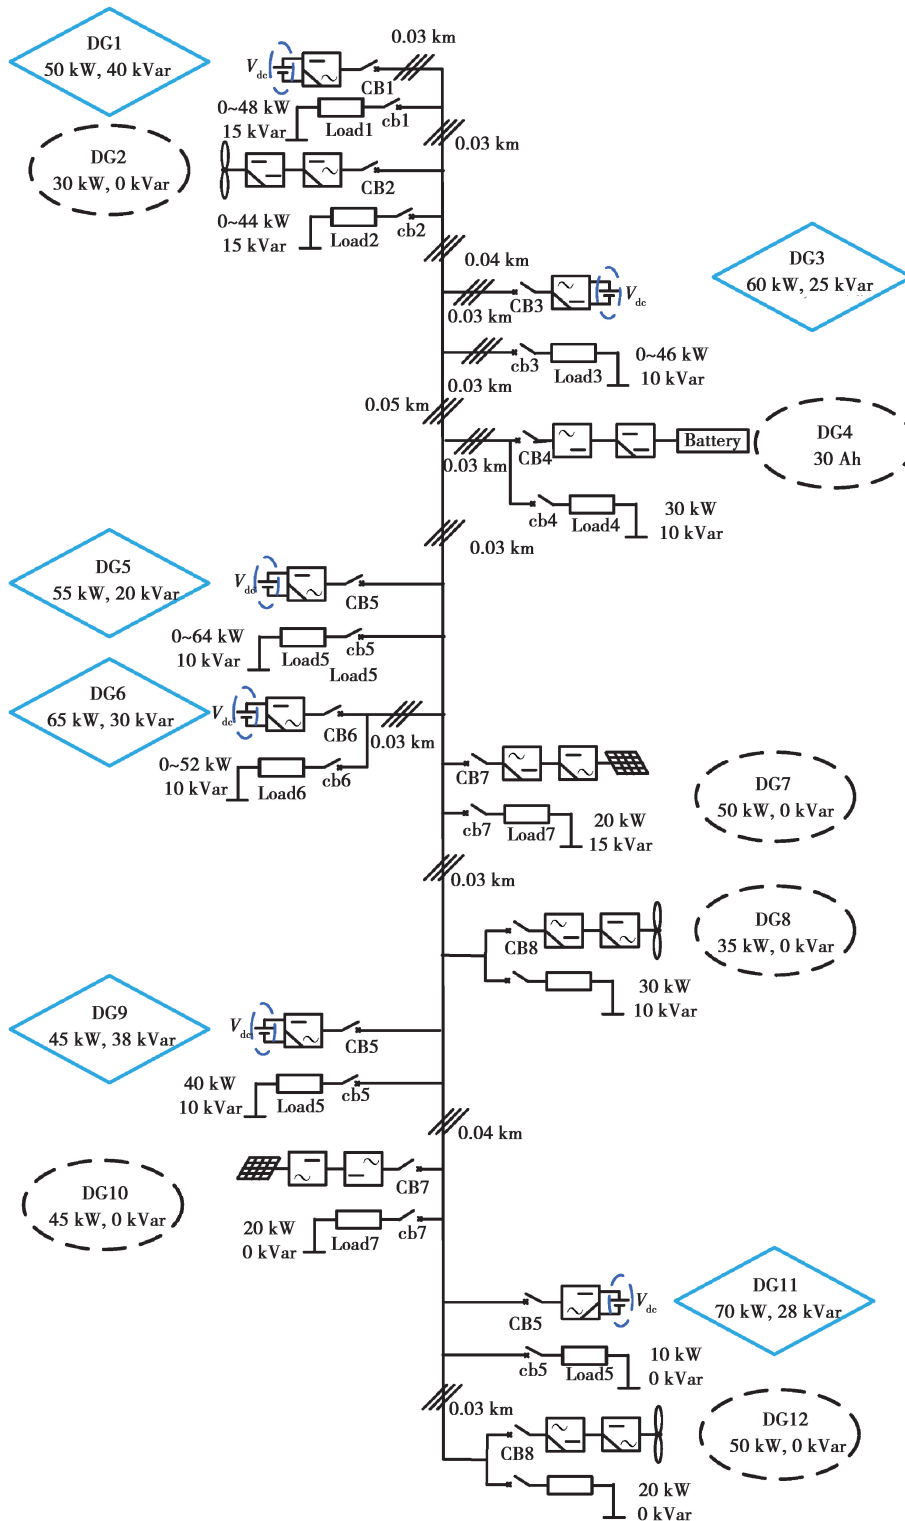 0.03 km
DG1
50 kW, 40 kVar
Vdc
CB1
0~48 kW
15 kVar
Load1
cb1
0.03 km
DG2
30 kW, 0 kVar
CB2
0~44 kW
15 kVar
Load2
cb2
0.04 km
DG3
60 kW, 25 kVar
CB3
Vdc
0.03 km
cb3
Load3
0~46 kW
10 kVar
0.03 km
0.05 km
CB4
Battery
DG4
30 Ah
0.03 km
cb4
Load4
30 kW
10 kVar
0.03 km
DG5
55 kW, 20 kVar
Vdc
CB5
0~64 kW
10 kVar
Load5
cb5
Load5
DG6
65 kW, 30 kVar
Vdc
CB6
0.03 km
0~52 kW
10 kVar
Load6
cb6
CB7
DG7
50 kW, 0 kVar
cb7
Load7
20 kW
15 kVar
0.03 km
CB8
DG8
35 kW, 0 kVar
30 kW
10 kVar
DG9
45 kW, 38 kVar
Vdc
CB5
40 kW
10 kVar
Load5
cb5
0.04 km
CB7
DG10
45 kW, 0 kVar
20 kW
0 kVar
Load7
cb7
DG11
70 kW, 28 kVar
CB5
Vdc
cb5
Load5
10 kW
0 kVar
0.03 km
CB8
DG12
50 kW, 0 kVar
20 kW
0 kVar